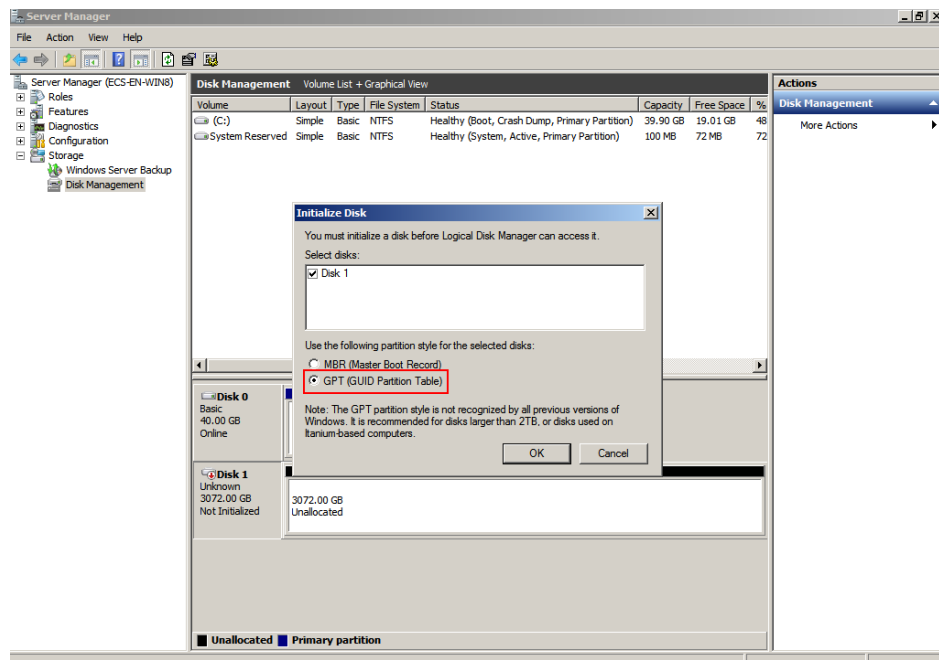 Server Manager
File Action View Help
Server Manager (ECS-EN-WIN8)
Roles
Features
Diagnostics
Configuration
Storage
Windows Server Backup
Disk Management
Disk Management Volume List + Graphical View
Volume Layout Type File System Status Capacity Free Space %
(C:) Simple Basic NTFS Healthy (Boot, Crash Dump, Primary Partition) 39.90 GB 19.01 GB 48
System Reserved Simple Basic NTFS Healthy (System, Active, Primary Partition) 100 MB 72 MB 72
Actions
Disk Management
More Actions
Initialize Disk
You must initialize a disk before Logical Disk Manager can access it.
Select disks:
Disk 1
Use the following partition style for the selected disks:
MBR (Master Boot Record)
GPT (GUID Partition Table)
Note: The GPT partition style is not recognized by all previous versions of
Windows. It is recommended for disks larger than 2TB, or disks used on
Itanium-based computers.
OK Cancel
Disk 0
Basic
40.00 GB
Online
Disk 1
Unknown
3072.00 GB
Not Initialized
3072.00 GB
Unallocated
Unallocated Primary partition